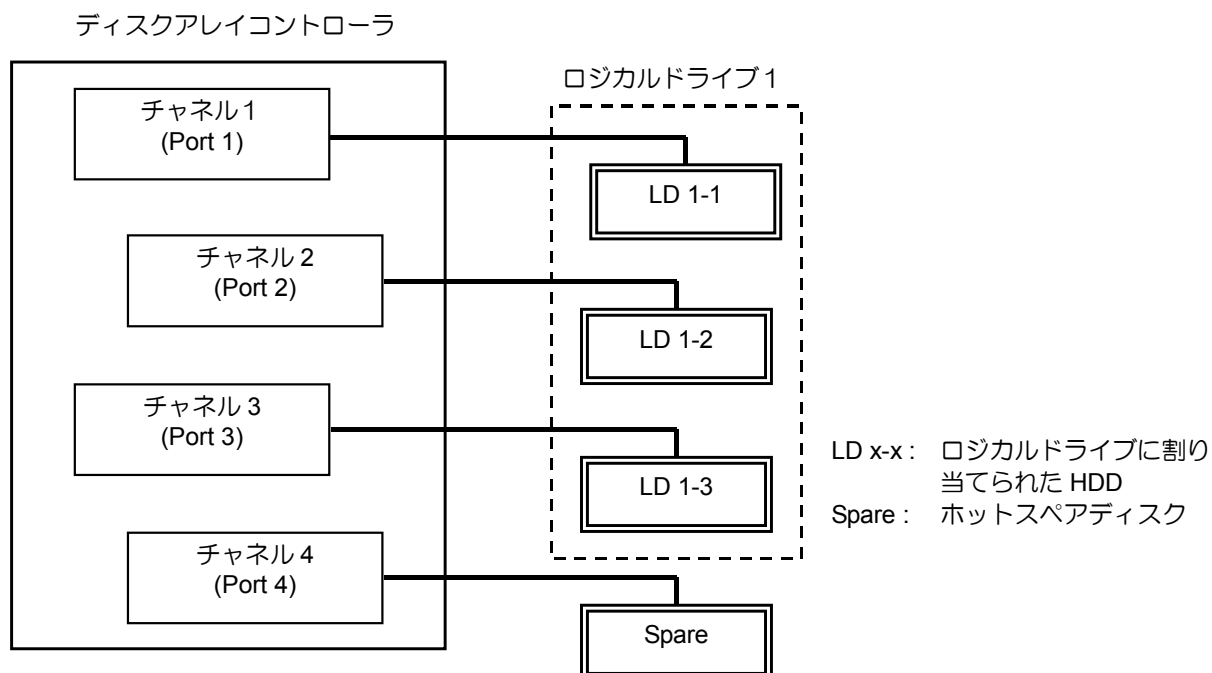 ディスクアレイコントローラ
ロジカルドライブ1
チャネル1
(Port 1)
LD 1-1
チャネル 2
(Port 2)
LD 1-2
チャネル 3
(Port 3)
LD 1-3
LD x-x : ロジカルドライブに割り
当てられた HDD
Spare : ホットスペアディスク
チャネル 4
(Port 4)
Spare